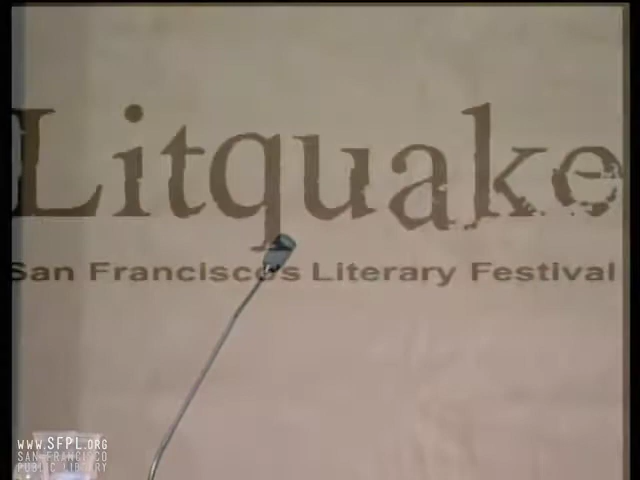 Litquake
San Francisco's Literary Festival
www.SFPL.ORG
SAN FRANCISCO
PUBLIC LIBRARY